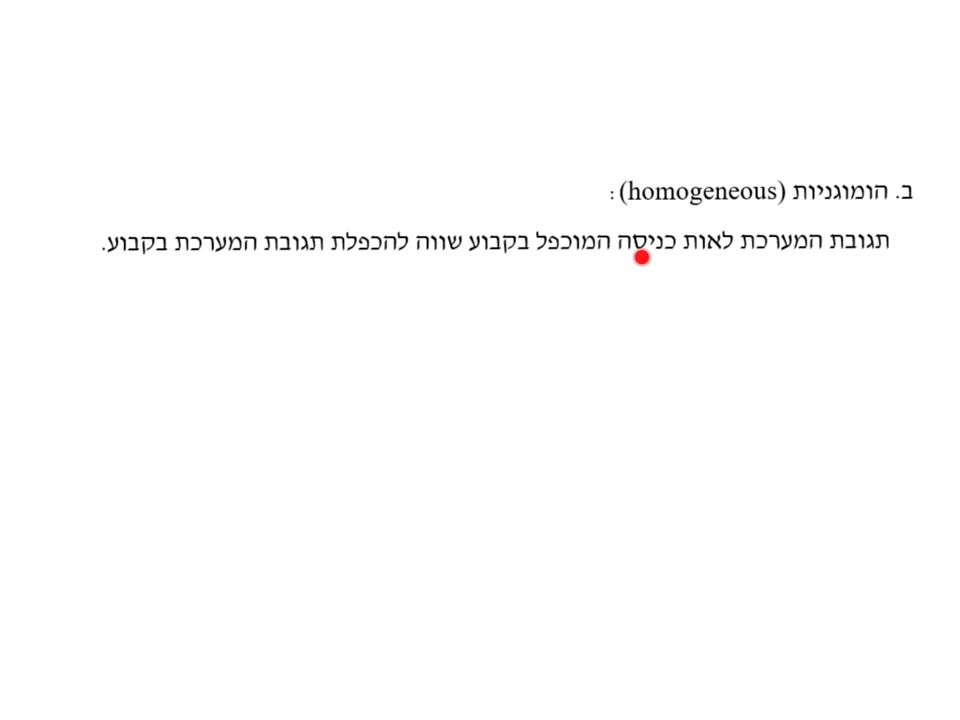 ב. הומוגניות (homogeneous) :
תגובת המערכת לאות כניסה המוכפל בקבוע שווה להכפלת תגובת המערכת בקבוע.